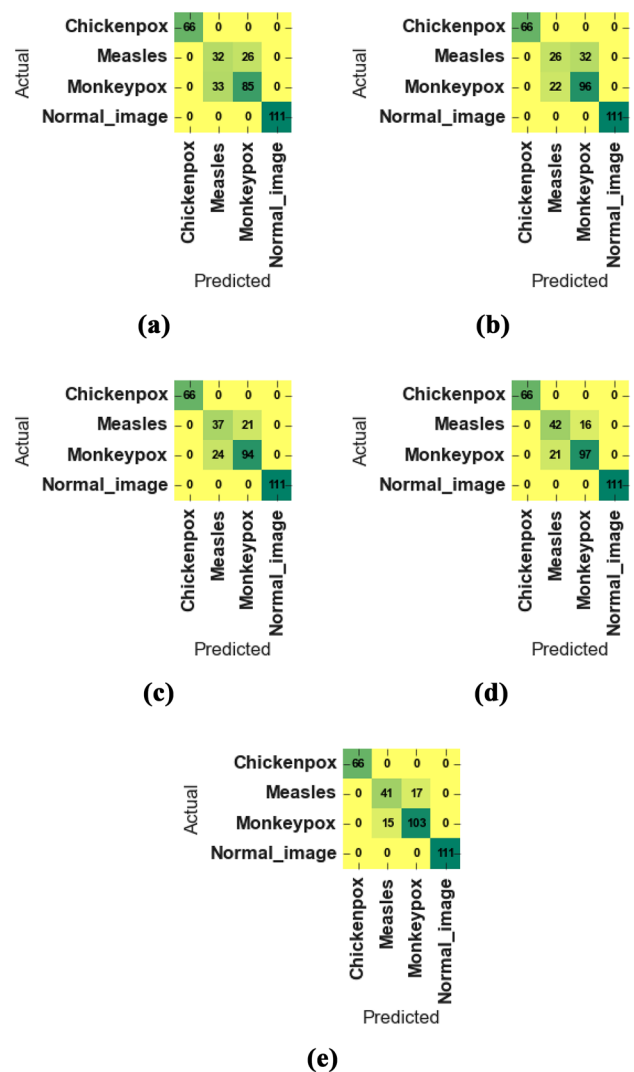 Actual
Chickenpox 66 0 0 0
Measles 0 32 26 0
Monkeypox 0 33 85 0
Normal_image 0 0 0 111
Chickenpox
Measles
Monkeypox
Normal_image
Predicted
(a)
Actual
Chickenpox 66 0 0 0
Measles 0 26 32 0
Monkeypox 0 22 96 0
Normal_image 0 0 0 111
Chickenpox
Measles
Monkeypox
Normal_image
Predicted
(b)
Actual
Chickenpox 66 0 0 0
Measles 0 37 21 0
Monkeypox 0 24 94 0
Normal_image 0 0 0 111
Chickenpox
Measles
Monkeypox
Normal_image
Predicted
(c)
Actual
Chickenpox 66 0 0 0
Measles 0 42 16 0
Monkeypox 0 21 97 0
Normal_image 0 0 0 111
Chickenpox
Measles
Monkeypox
Normal_image
Predicted
(d)
Actual
Chickenpox 66 0 0 0
Measles 0 41 17 0
Monkeypox 0 15 103 0
Normal_image 0 0 0 111
Chickenpox
Measles
Monkeypox
Normal_image
Predicted
(e)